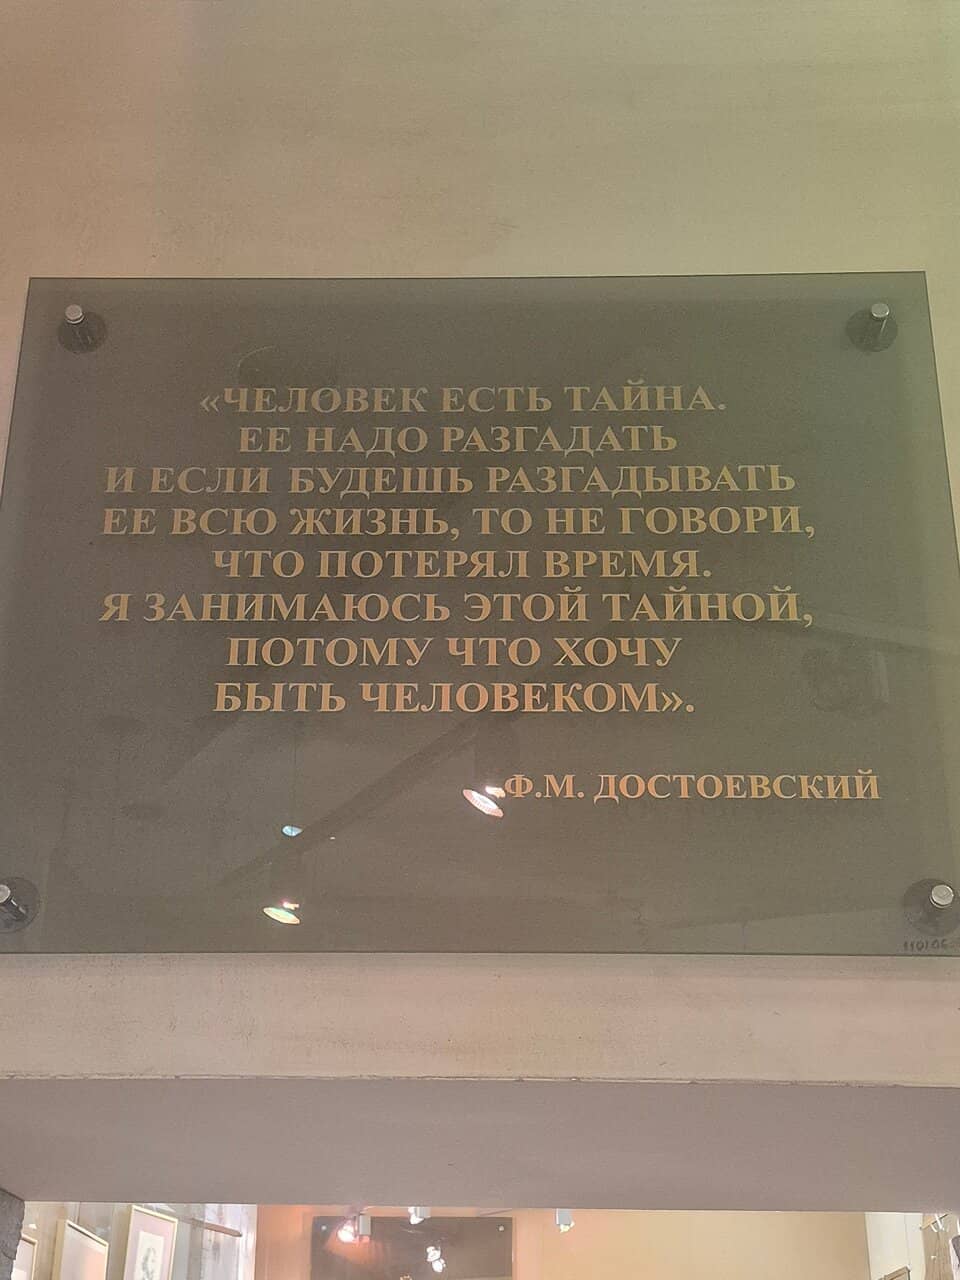 «ЧЕЛОВЕК ЕСТЬ ТАЙНА.
ЕЕ НАДО РАЗГАДАТЬ
И ЕСЛИ БУДЕШЬ РАЗГАДЫВАТЬ
ЕЕ ВСЮ ЖИЗНЬ, ТО НЕ ГОВОРИ,
ЧТО ПОТЕРЯЛ ВРЕМЯ.
Я ЗАНИМАЮСЬ ЭТОЙ ТАЙНОЙ,
ПОТОМУ ЧТО ХОЧУ
БЫТЬ ЧЕЛОВЕКОМ».
Ф.М. ДОСТОЕВСКИЙ